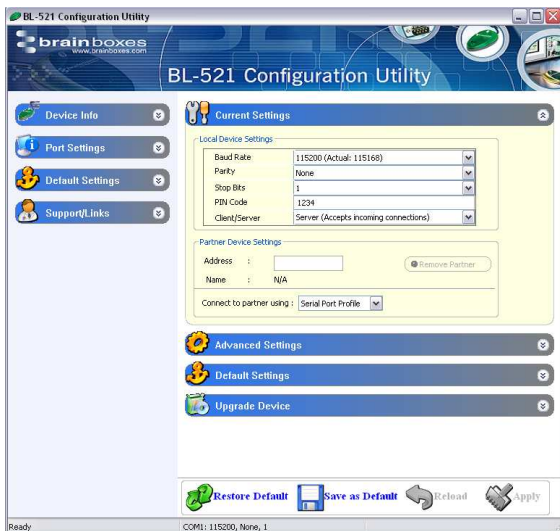 BL-521 Configuration Utility
brainboxes
www.brainboxes.com
BL-521 Configuration Utility
Device Info
Port Settings
Default Settings
Support/Links
Current Settings
Local Device Settings
Baud Rate 115200 (Actual: 115168)
Parity None
Stop Bits 1
PIN Code 1234
Client/Server Server (Accepts incoming connections)
Partner Device Settings
Address :
Remove Partner
Name : N/A
Connect to partner using : Serial Port Profile
Advanced Settings
Default Settings
Upgrade Device
Restore Default Save as Default Reload Apply
Ready COM1: 115200, None, 1